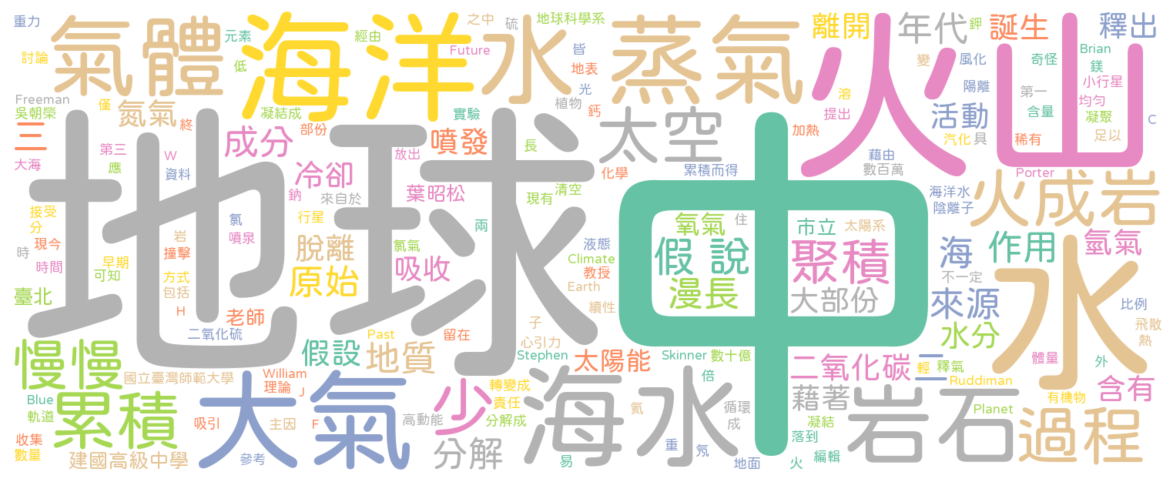 重力
氣體
元素
海洋
經由
之中
硫
地球科學系
水
皆
蒸氣
離開
年代
誕生
釋出
討論
低
Future
地表
光
火山
變
風化
奇怪
Brian
鎂
鉀
小行星
Freeman
吳朝榮
僅
氮氣
凝結成
實驗
植物
鈣
溶
提出
陽離
第一
均勻
三
終
成分
部份
噴發
長
太空
加熱
活動
含量
凝聚
大海
第三
應
W
資料
冷卻
放出
化學
中
藉由
汽化
具
稀有
足以
C
地球
鈉
來自於
葉昭松
現有
清空
累積而得
數百萬
海洋水
陰離子
Porter
火成岩
接受
分
氯
行星
兩
氧氣
住
市立
太陽系
時
現今
岩
噴泉
脫離
氯氣
液態
假說
聚積
海
作用
氫氣
時間
早期
可知
撞擊
方式
包括
原始
吸收
Climate
教授
Earth
漫長
大部份
不一定
水
臺北
H
老師
子
續性
來源
比例
二氧化硫
Past
留在
心引力
水分
飛散
熱
慢慢
假設
地質
Stephen
太陽能
Skinner
數十億
二氧化碳
輕
釋氣
二
體量
外
國立臺灣師範大學
William
理論
J
轉變成
責任
倍
Ruddiman
有機物
含有
Blue
軌道
累積
大氣
少
海水
氦
循環
成
藉著
岩石
Planet
過程
吸引
主因
F
高動能
分解成
凝結
收集
數量
建國高級中學
參考
分解
易
重
氖
地面
火
落到
編輯